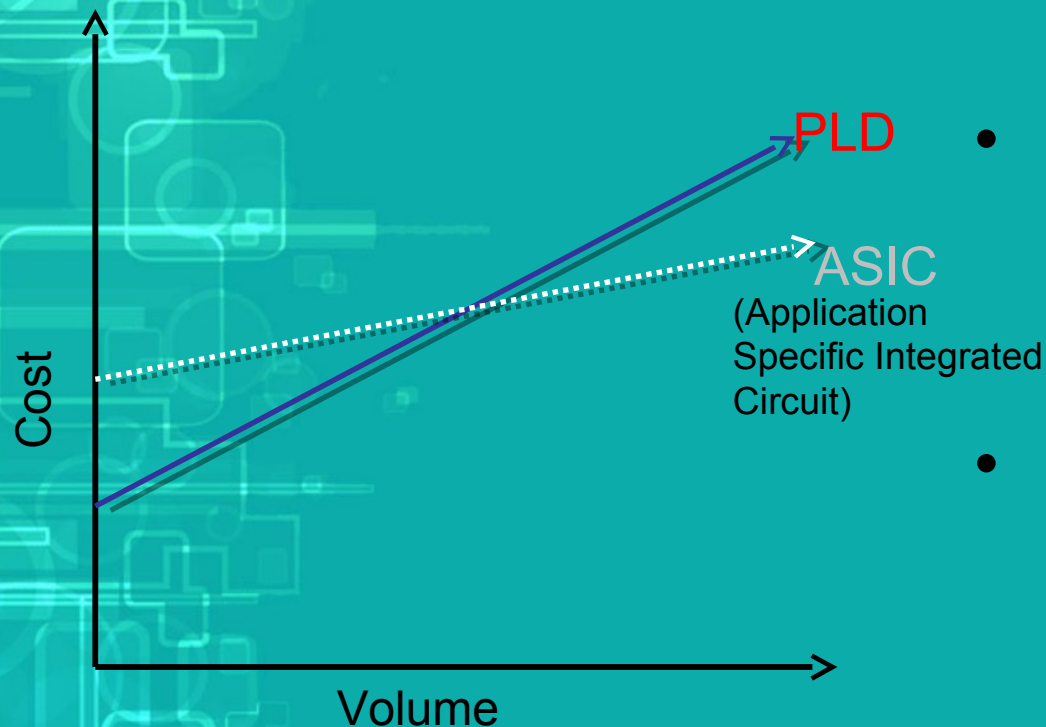 PLD
ASIC
(Application
Specific Integrated
Circuit)
Cost
Volume